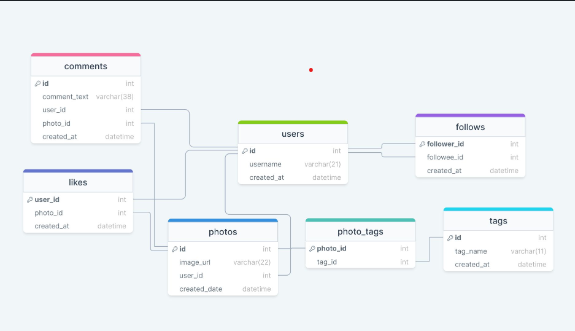 comments
id int
comment_text varchar(38)
user_id int
photo_id int
created_at datetime
likes
user_id int
photo_id int
created_at datetime
users
id int
username varchar(21)
created_at datetime
photos
id int
image_url varchar(22)
user_id int
created_date datetime
follows
follower_id int
followee_id int
created_at datetime
photo_tags
photo_id int
tag_id int
tags
id int
tag_name varchar(11)
created_at datetime